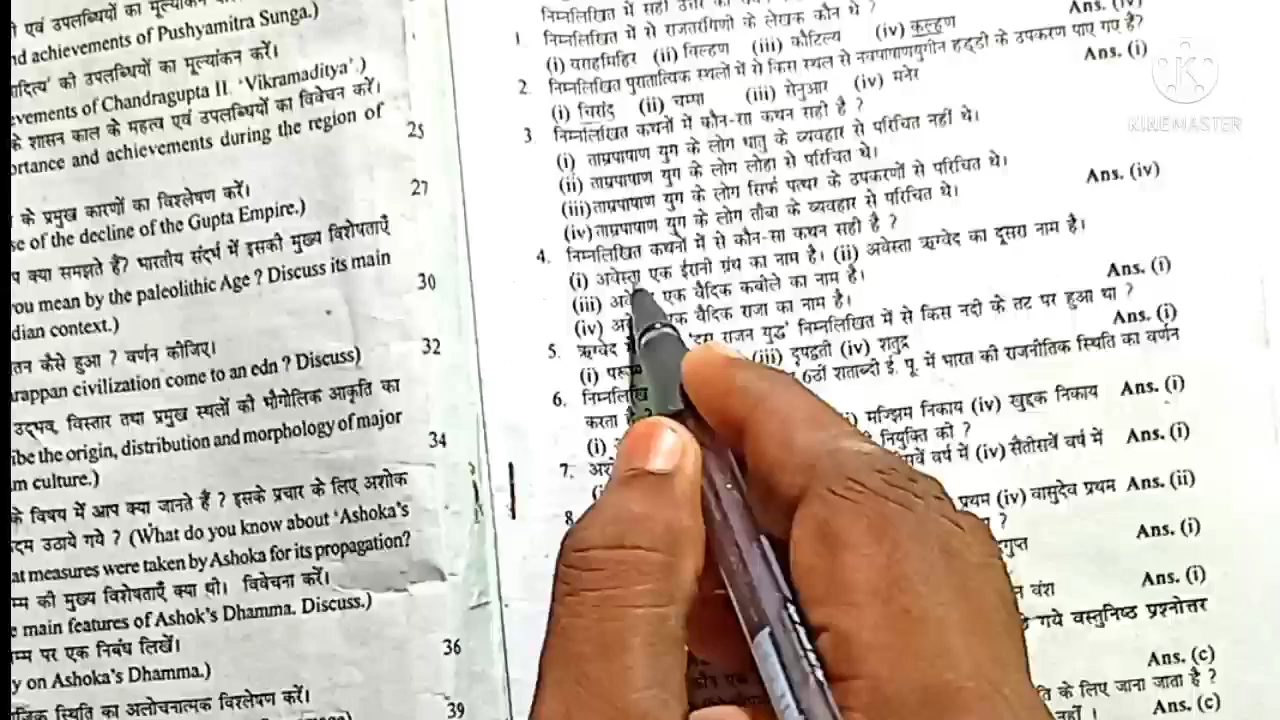 एवं उपलब्धियों का मूल्यांकन करें।
nd achievements of Pushyamitra Sunga.)
की उपलब्धियों का मूल्यांकन करें।
vements of Chandragupta II. 'Vikramaditya'.)
के शासन काल के महत्व एवं उपलब्धियों का विवेचन करें।
ortance and achievements during the region of
25
के प्रमुख कारणों का विश्लेषण करें।
27
se of the decline of the Gupta Empire.)
क्या समझते हैं? भारतीय संदर्भ में इसकी मुख्य विशेषताएँ
ou mean by the paleolithic Age ? Discuss its main
30
dian context.)
तन कैसे हुआ ? वर्णन कीजिए।
32
rappan civilization come to an edn ? Discuss)
उद्भव, विस्तार तथा प्रमुख स्थलों की भौगोलिक आकृति का
ibe the origin, distribution and morphology of major
34
n culture.)
के विषय में आप क्या जानते हैं ? इसके प्रचार के लिए अशोक
उठाये गये ? (What do you know about 'Ashoka's
at measures were taken by Ashoka for its propagation?
म्म की मुख्य विशेषताएँ क्या थी। विवेचना करें।
main features of Ashok's Dhamma. Discuss.)
म्म पर एक निबंध लिखें।
36
y on Ashoka's Dhamma.)
स्थिति का आलोचनात्मक विश्लेषण करें।
39
निम्नलिखित में सही उत्तर का
1. निम्नलिखित में से राजतरंगिणी के लेखक कौन थे ? Ans. (iv)
(i) वराहमिहिर (ii) विल्हण (iii) कौटिल्य (iv) कल्हण
2. निम्नलिखित पुरातात्विक स्थलों में से किस स्थल से नवपाषाणयुगीन हड्डी के उपकरण पाए गए हैं?
(i) चिरांद (ii) चम्पा (iii) सेनुआर (iv) मनेर Ans. (i)
3. निम्नलिखित कथनों में कौन-सा कथन सही है ?
(i) ताम्रपाषाण युग के लोग धातु के व्यवहार से परिचित नहीं थे।
(ii) ताम्रपाषाण युग के लोग लोहा से परिचित थे।
(iii) ताम्रपाषाण युग के लोग सिर्फ पत्थर के उपकरणों से परिचित थे।
(iv) ताम्रपाषाण युग के लोग ताँबा के व्यवहार से परिचित थे। Ans. (iv)
4. निम्नलिखित कथनों में से कौन-सा कथन सही है ?
(i) अवेस्ता एक ईरानी ग्रंथ का नाम है। (ii) अवेस्ता ऋग्वेद का दूसरा नाम है।
(iii) एक वैदिक कबीले का नाम है।
(iv) एक वैदिक राजा का नाम है। Ans. (i)
5. ऋग्वेद राजन युद्ध' निम्नलिखित में से किस नदी के तट पर हुआ था ?
(i) (iii) दृषद्वती (iv) शतुद्र Ans. (i)
6. 6ठी शताब्दी ई. पू. में भारत की राजनीतिक स्थिति का वर्णन
करता है ?
(i) मज्झिम निकाय (iv) खुद्दक निकाय Ans. (i)
7. नियुक्ति की ?
वर्ष में (iv) सैंतीसवें वर्ष में Ans. (i)
8.
प्रथम (iv) वासुदेव प्रथम Ans. (ii)
?
गुप्त Ans. (i)
वंश Ans. (i)
गये वस्तुनिष्ठ प्रश्नोत्तर
Ans. (c)
के लिए जाना जाता है ?
नहीं। Ans. (c)
KINEMASTER